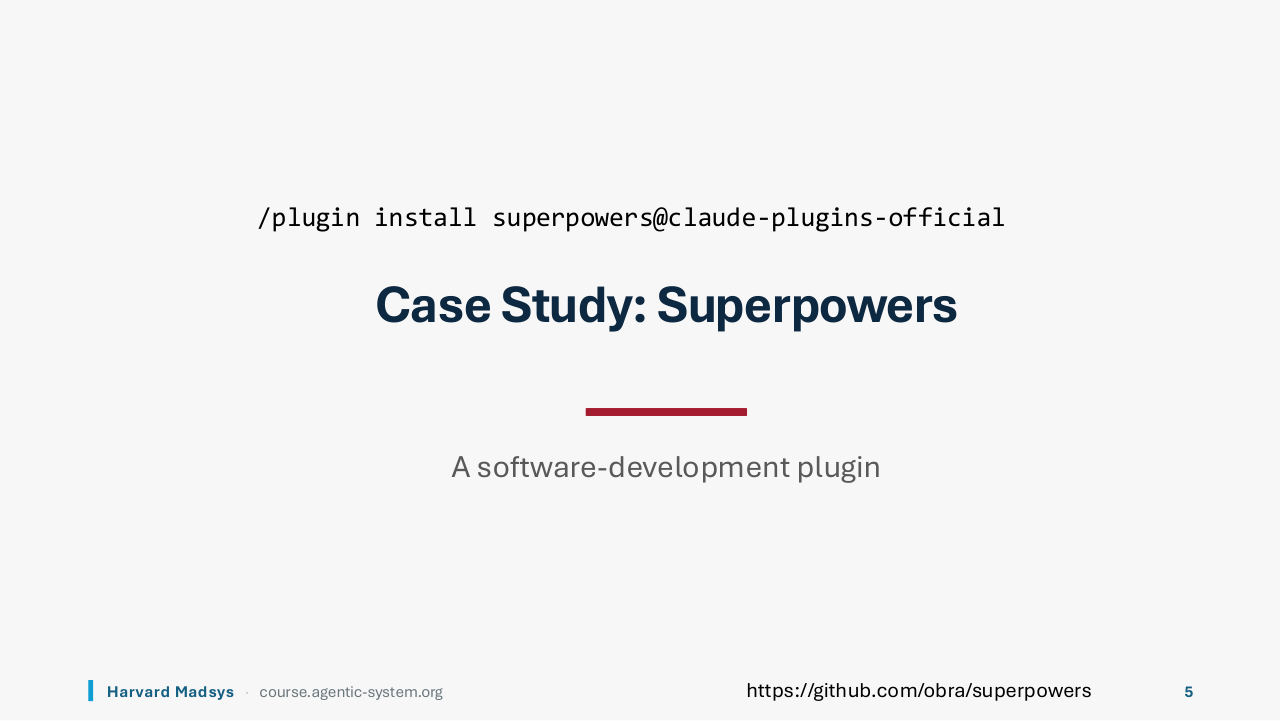 /plugin install superpowers@claude-plugins-official
Case Study: Superpowers
A software-development plugin
Harvard Madsys · course.agentic-system.org
https://github.com/obra/superpowers
5